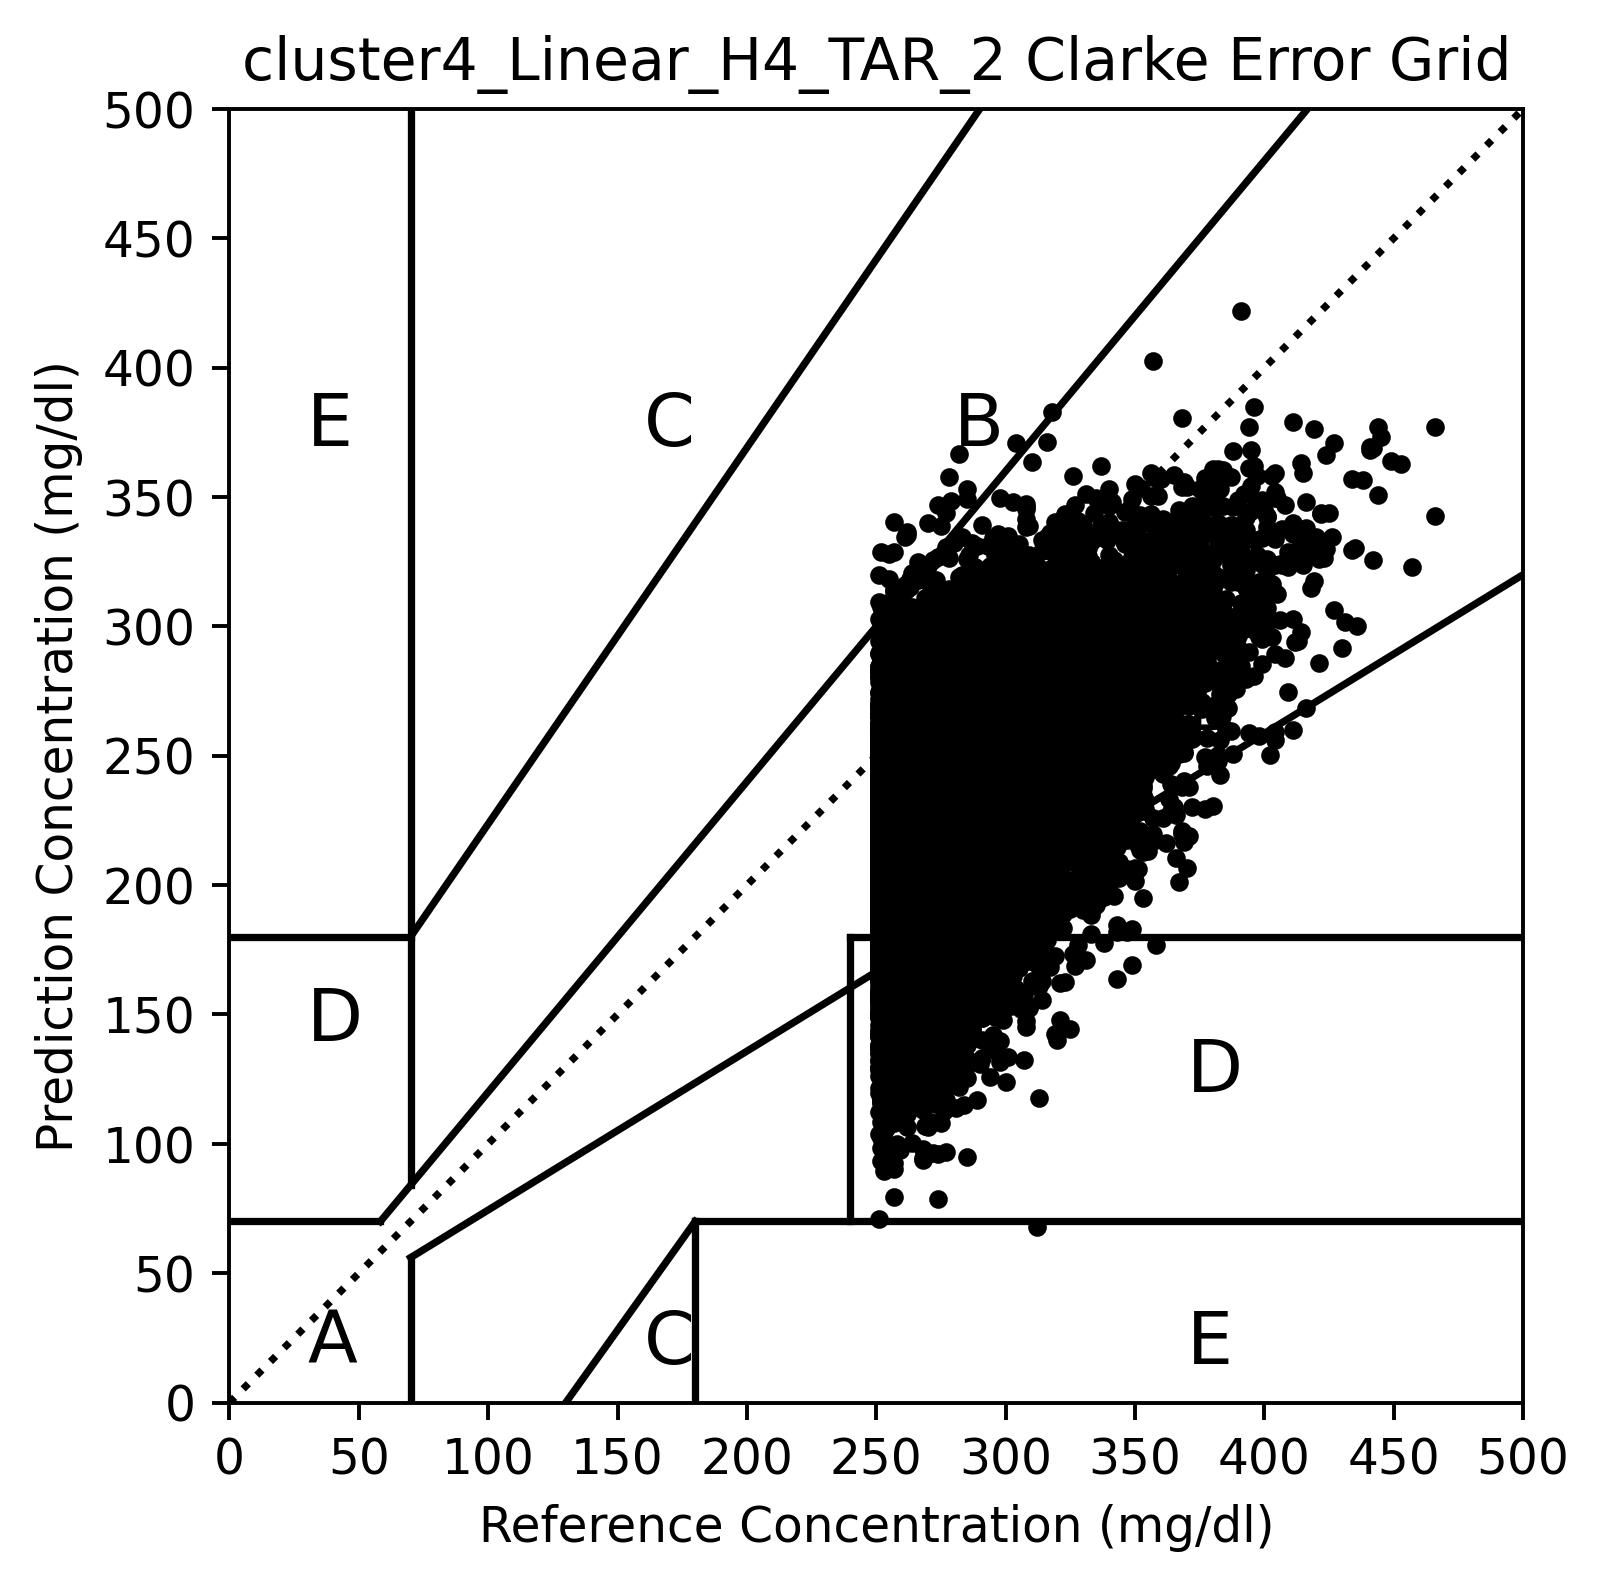 cluster4_Linear_H4_TAR_2 Clarke Error Grid
500
450
400
350
300
250
200
150
100
50
0
Prediction Concentration (mg/dl)
E
C
B
D
D
A
C
E
0 50 100 150 200 250 300 350 400 450 500
Reference Concentration (mg/dl)